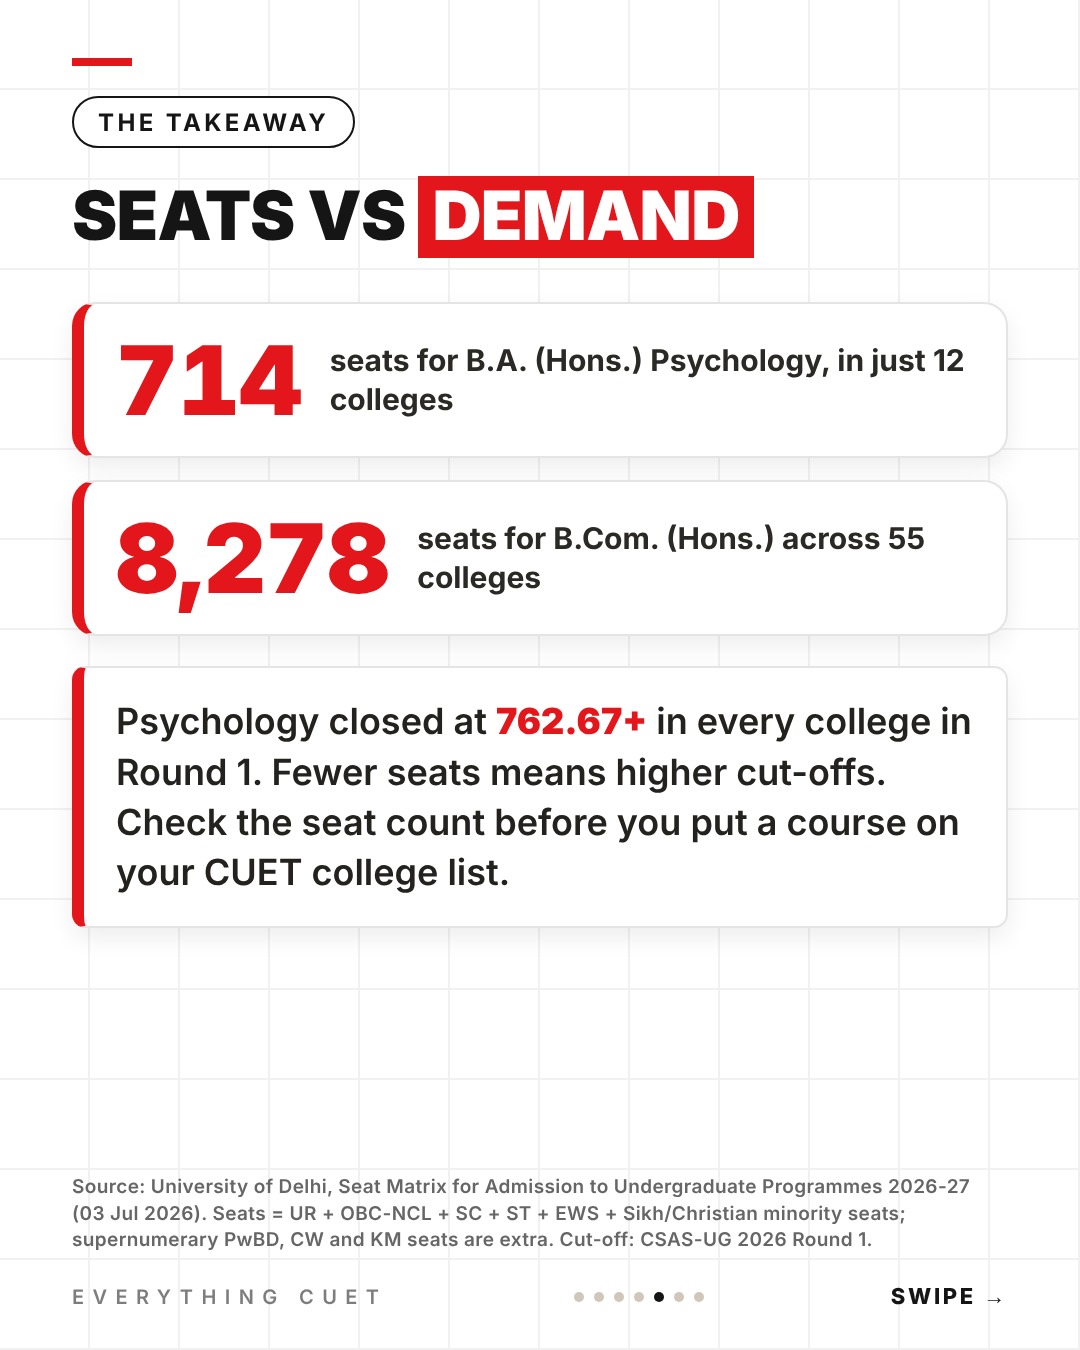 THE TAKEAWAY
SEATS VS DEMAND
714 seats for B.A. (Hons.) Psychology, in just 12
colleges
8,278 seats for B.Com. (Hons.) across 55
colleges
Psychology closed at 762.67+ in every college in
Round 1. Fewer seats means higher cut-offs.
Check the seat count before you put a course on
your CUET college list.
Source: University of Delhi, Seat Matrix for Admission to Undergraduate Programmes 2026-27
(03 Jul 2026). Seats = UR + OBC-NCL + SC + ST + EWS + Sikh/Christian minority seats;
supernumerary PwBD, CW and KM seats are extra. Cut-off: CSAS-UG 2026 Round 1.
EVERYTHING CUET
SWIPE →